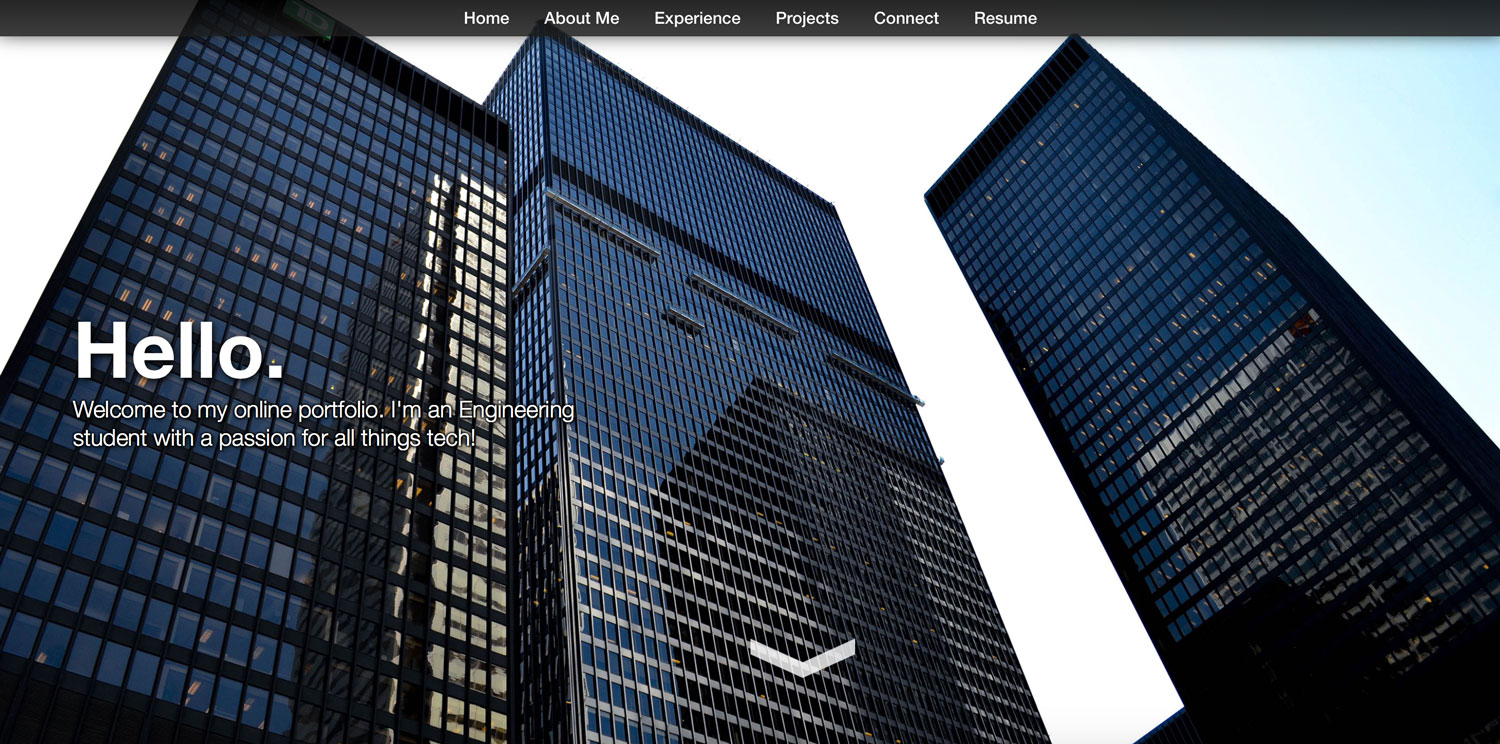 Home About Me Experience Projects Connect Resume
Hello.
Welcome to my online portfolio. I'm an Engineering
student with a passion for all things tech!